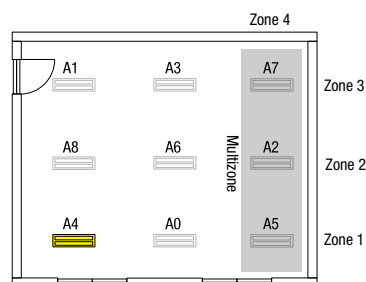 Zone 4
A1 A3 A7 Zone 3
A8 A6 A2 Zone 2
Multizone
A4 A0 A5 Zone 1